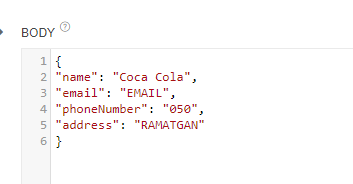 BODY ?
1 {
2 "name": "Coca Cola",
3 "email": "EMAIL",
4 "phoneNumber": "050",
5 "address": "RAMATGAN"
6 }